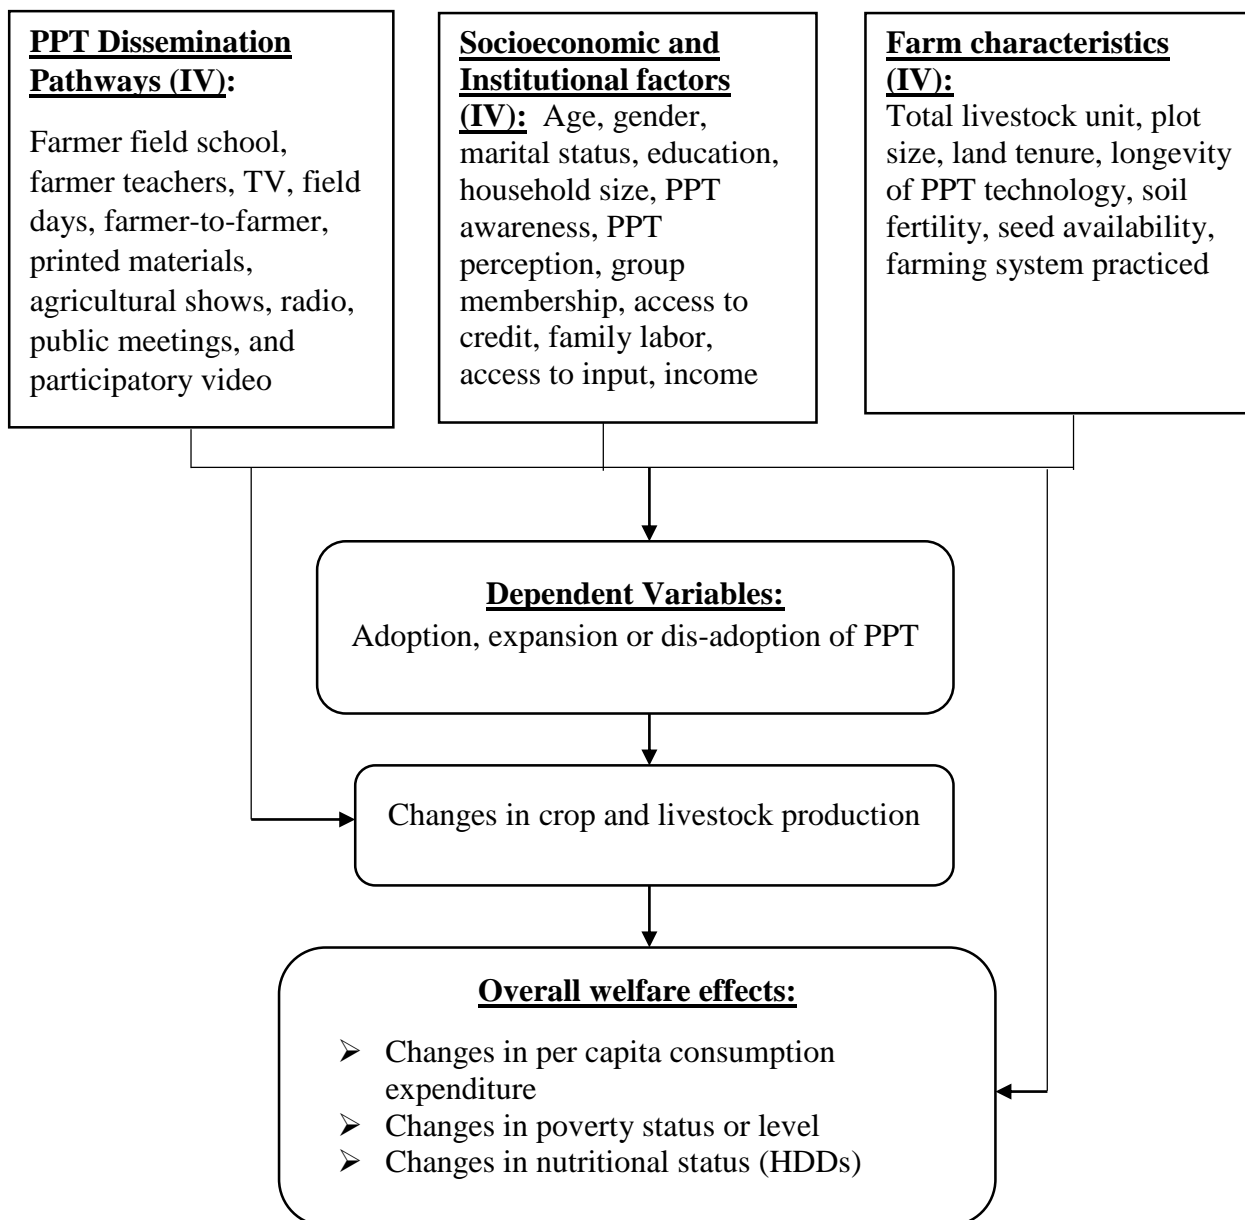 PPT Dissemination
Pathways (IV):
Farmer field school,
farmer teachers, TV, field
days, farmer-to-farmer,
printed materials,
agricultural shows, radio,
public meetings, and
participatory video
Socioeconomic and
Institutional factors
(IV): Age, gender,
marital status, education,
household size, PPT
awareness, PPT
perception, group
membership, access to
credit, family labor,
access to input, income
Farm characteristics
(IV):
Total livestock unit, plot
size, land tenure, longevity
of PPT technology, soil
fertility, seed availability,
farming system practiced
Dependent Variables:
Adoption, expansion or dis-adoption of PPT
Changes in crop and livestock production
Overall welfare effects:
➢ Changes in per capita consumption
expenditure
➢ Changes in poverty status or level
➢ Changes in nutritional status (HDDs)